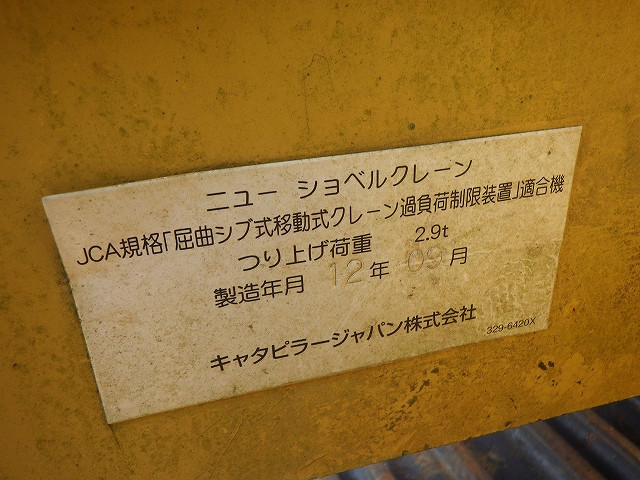 ニュー ショベルクレーン
JCA規格「屈曲ジブ式移動式クレーン過負荷制限装置」適合機
つり上げ荷重 2.9t
製造年月 12年 09月
キャタピラージャパン株式会社
329-6420X